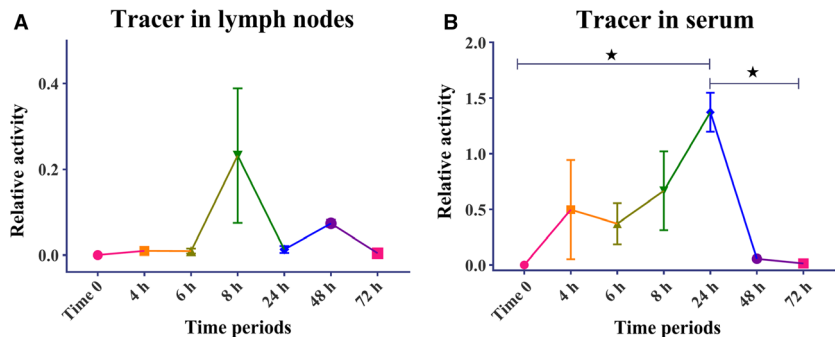 A
Tracer in lymph nodes
Relative activity
0.4
0.2
0.0
Time 0
4 h
6 h
8 h
24 h
48 h
72 h
Time periods
B
Tracer in serum
Relative activity
2.0
1.5
1.0
0.5
0.0
Time 0
4 h
6 h
8 h
24 h
48 h
72 h
Time periods